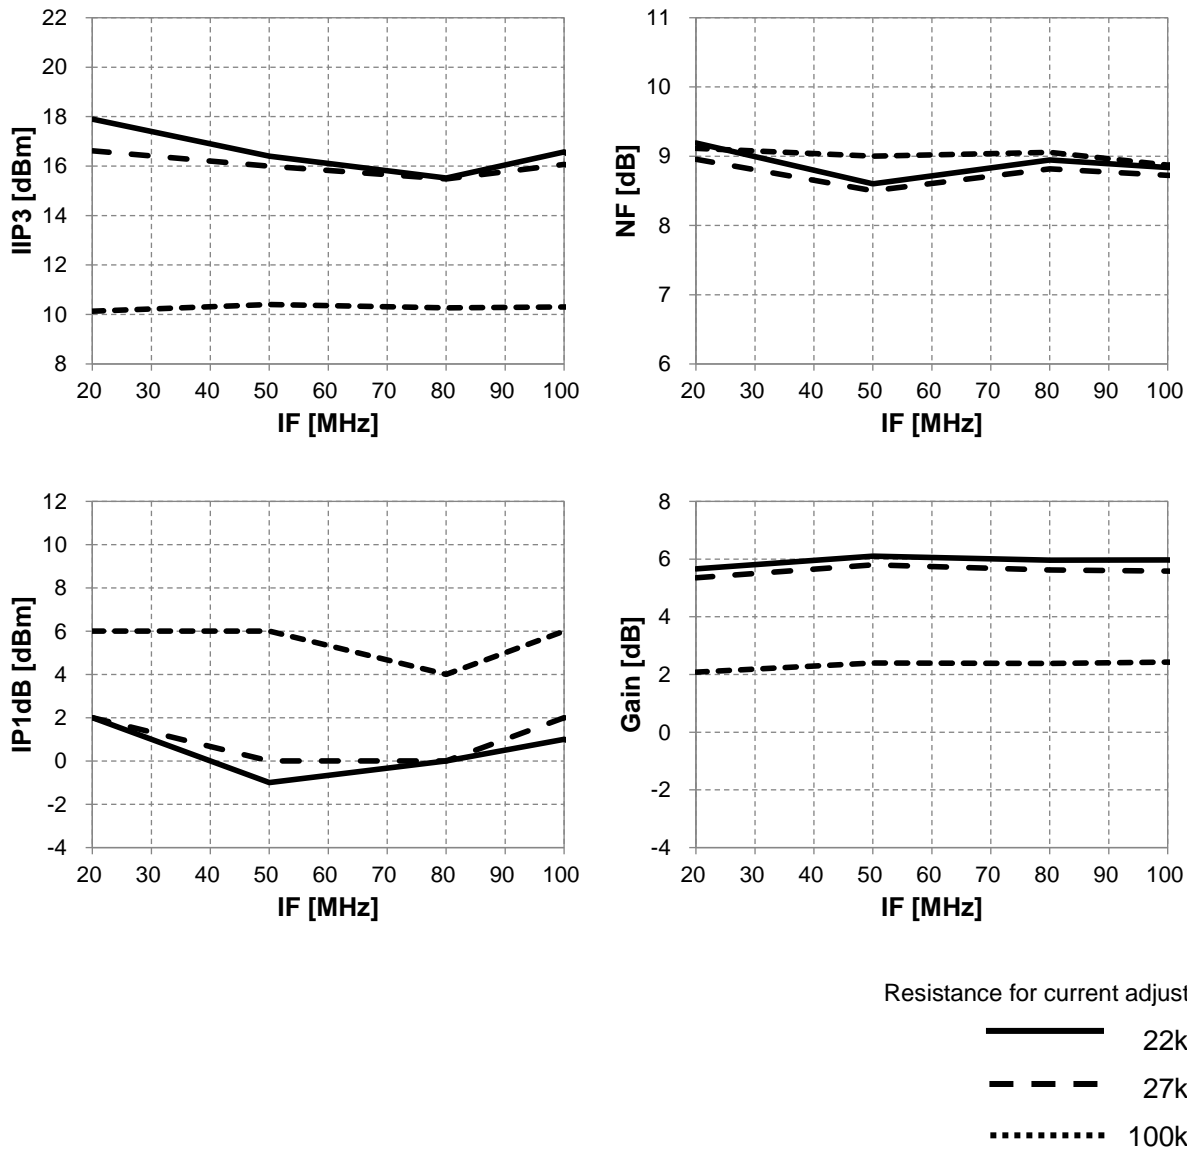 22
20
18
16
14
12
10
8
IIP3 [dBm]
20 30 40 50 60 70 80 90 100
IF [MHz]
11
10
9
8
7
6
NF [dB]
20 30 40 50 60 70 80 90 100
IF [MHz]
12
10
8
6
4
2
0
-2
-4
IP1dB [dBm]
20 30 40 50 60 70 80 90 100
IF [MHz]
8
6
4
2
0
-2
-4
Gain [dB]
20 30 40 50 60 70 80 90 100
IF [MHz]
Resistance for current adjust
22k
27k
100k